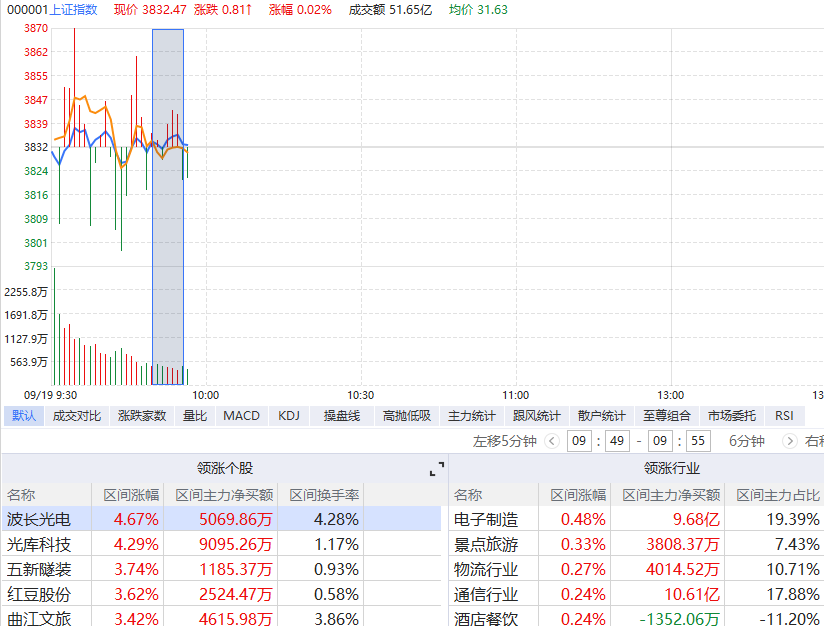 000001上证指数 现价 3832.47 涨跌 0.81↑ 涨幅 0.02% 成交额 51.65亿 均价 31.63
3870
3862
3855
3847
3839
3832
3824
3816
3809
3801
3793
2255.8万
1691.8万
1127.9万
563.9万
09/19 9:30 10:00 10:30 11:00 13:00 13
默认 成交对比 涨跌家数 量比 MACD KDJ 操盘线 高抛低吸 主力统计 跟风统计 散户统计 至尊组合 市场委托 RSI
左移5分钟 09 : 49 - 09 : 55 6分钟 右移
领涨个股 领涨行业
名称 区间涨幅 区间主力净买额 区间换手率 名称 区间涨幅 区间主力净买额 区间主力占比
波长光电 4.67% 5069.86万 4.28% 电子制造 0.48% 9.68亿 19.39%
光库科技 4.29% 9095.26万 1.17% 景点旅游 0.33% 3808.37万 7.43%
五新隧装 3.74% 1185.37万 0.93% 物流行业 0.27% 4014.52万 10.71%
红豆股份 3.62% 2524.47万 0.58% 通信行业 0.24% 10.61亿 17.88%
曲江文旅 3.42% 4615.98万 3.86% 酒店餐饮 0.24% -1352.06万 -11.20%